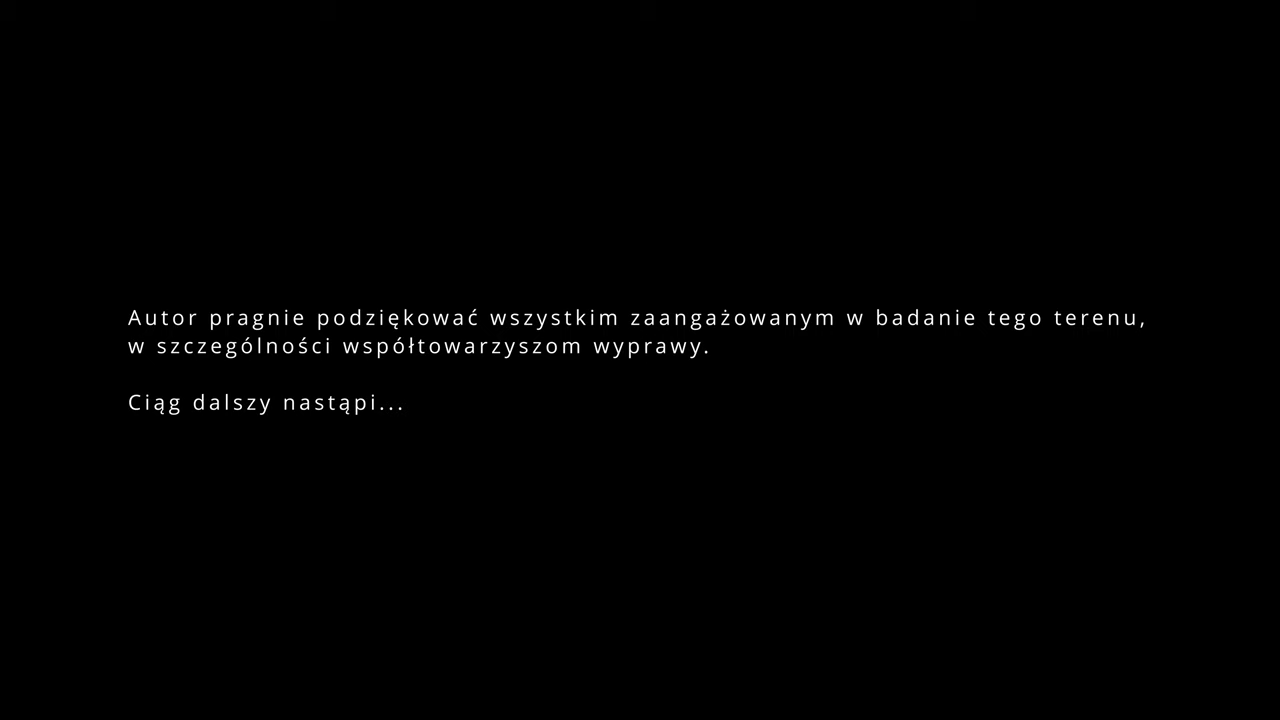 Autor pragnie podziękować wszystkim zaangażowanym w badanie tego terenu,
w szczególności współtowarzyszom wyprawy.
Ciąg dalszy nastąpi...